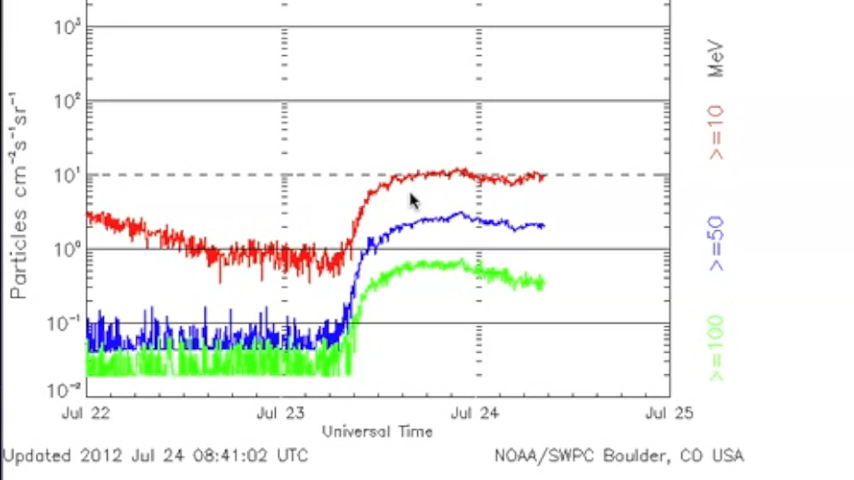 10³
10²
10¹
10⁰
10⁻¹
10⁻²
Particles cm⁻²s⁻¹sr⁻¹
Jul 22
Jul 23
Jul 24
Jul 25
Universal Time
MeV
>=10
>=50
>=100
Updated 2012 Jul 24 08:41:02 UTC
NOAA/SWPC Boulder, CO USA